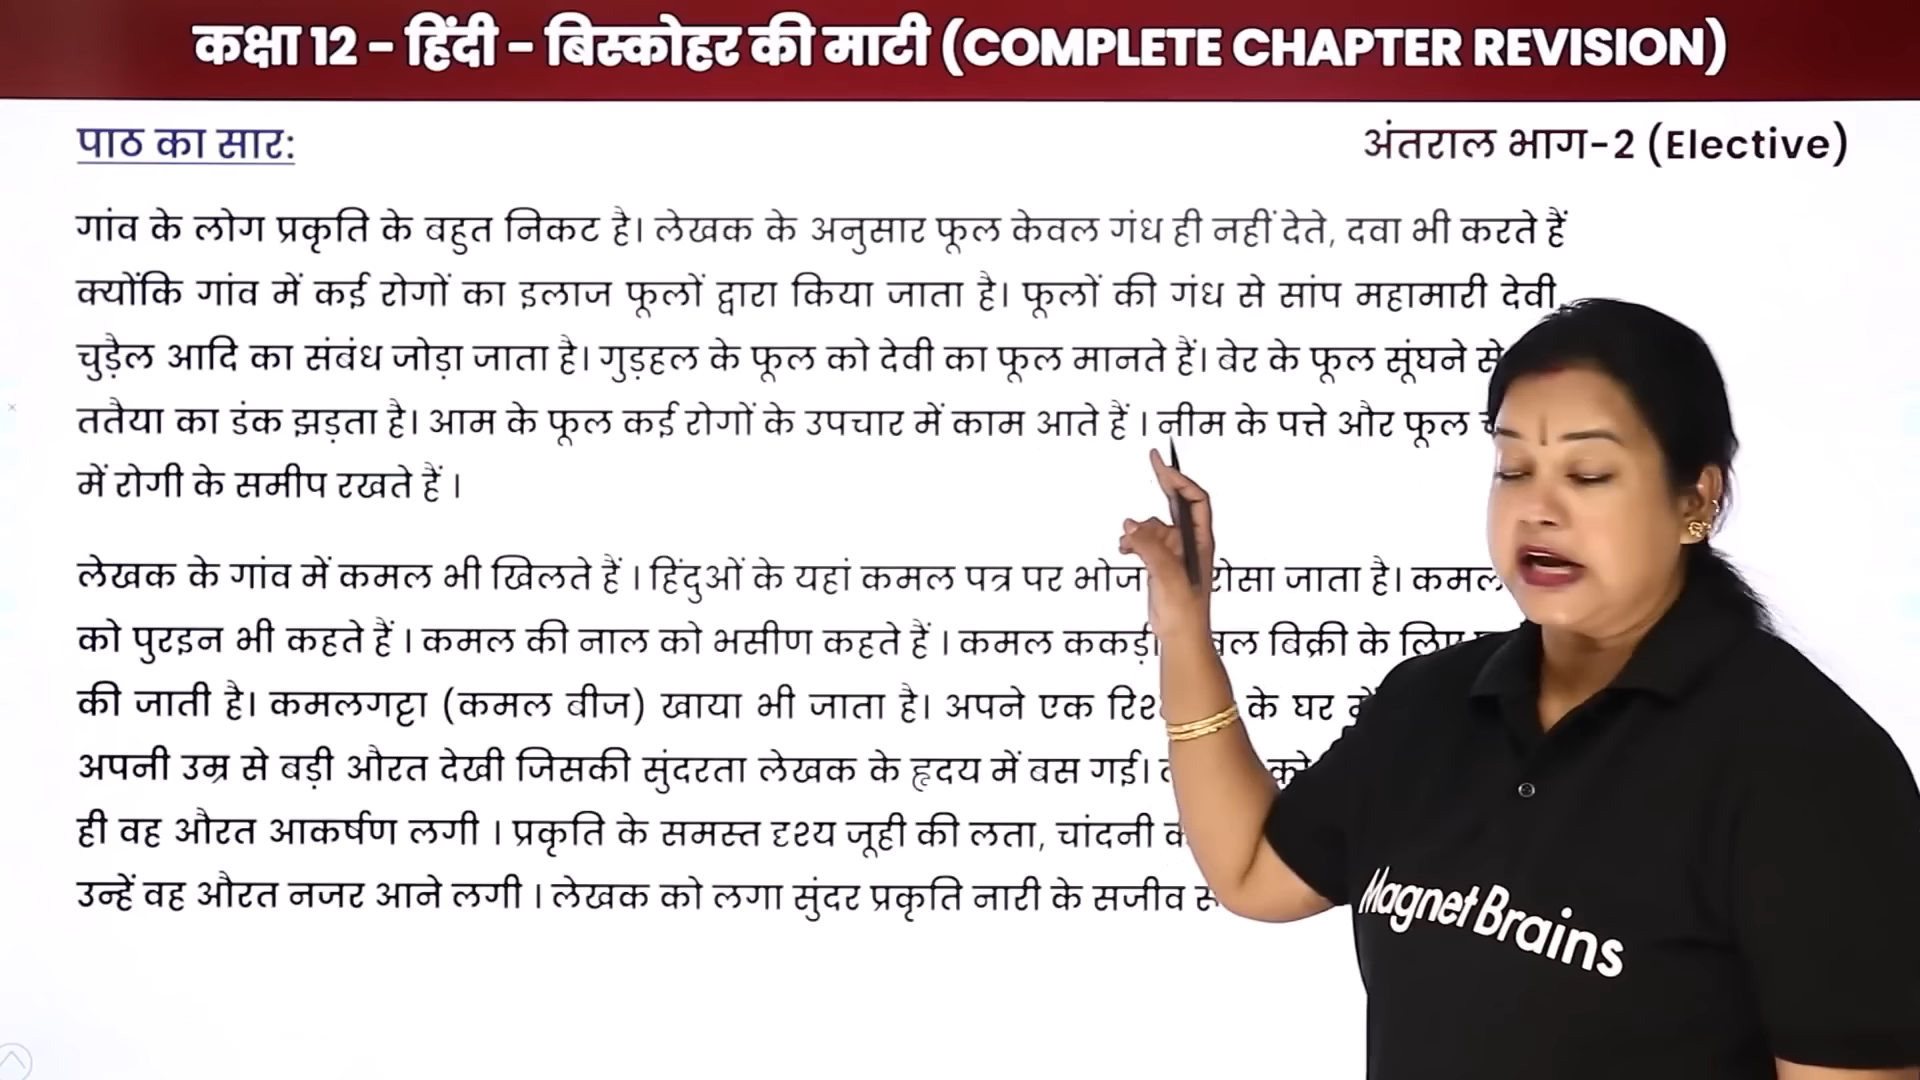 कक्षा 12 - हिंदी - बिस्कोहर की माटी (COMPLETE CHAPTER REVISION)
पाठ का सार:
अंतराल भाग-2 (Elective)
गांव के लोग प्रकृति के बहुत निकट है। लेखक के अनुसार फूल केवल गंध ही नहीं देते, दवा भी करते हैं
क्योंकि गांव में कई रोगों का इलाज फूलों द्वारा किया जाता है। फूलों की गंध से सांप महामारी देवी
चुड़ैल आदि का संबंध जोड़ा जाता है। गुड़हल के फूल को देवी का फूल मानते हैं। बेर के फूल सूंघने से
ततैया का डंक झड़ता है। आम के फूल कई रोगों के उपचार में काम आते हैं । नीम के पत्ते और फूल
में रोगी के समीप रखते हैं ।
लेखक के गांव में कमल भी खिलते हैं । हिंदुओं के यहां कमल पत्र पर जाता है। कमल
को पुरइन भी कहते हैं । कमल की नाल को भसीण कहते हैं । कमल ककड़ी बिक्री के लिए
की जाती है। कमलगट्टा (कमल बीज) खाया भी जाता है। अपने एक के घर
अपनी उम्र से बड़ी औरत देखी जिसकी सुंदरता लेखक के हृदय में बस गई।
ही वह औरत आकर्षण लगी । प्रकृति के समस्त दृश्य जूही की लता, चांदनी
उन्हें वह औरत नजर आने लगी । लेखक को लगा सुंदर प्रकृति नारी के सजीव
Magnet Brains